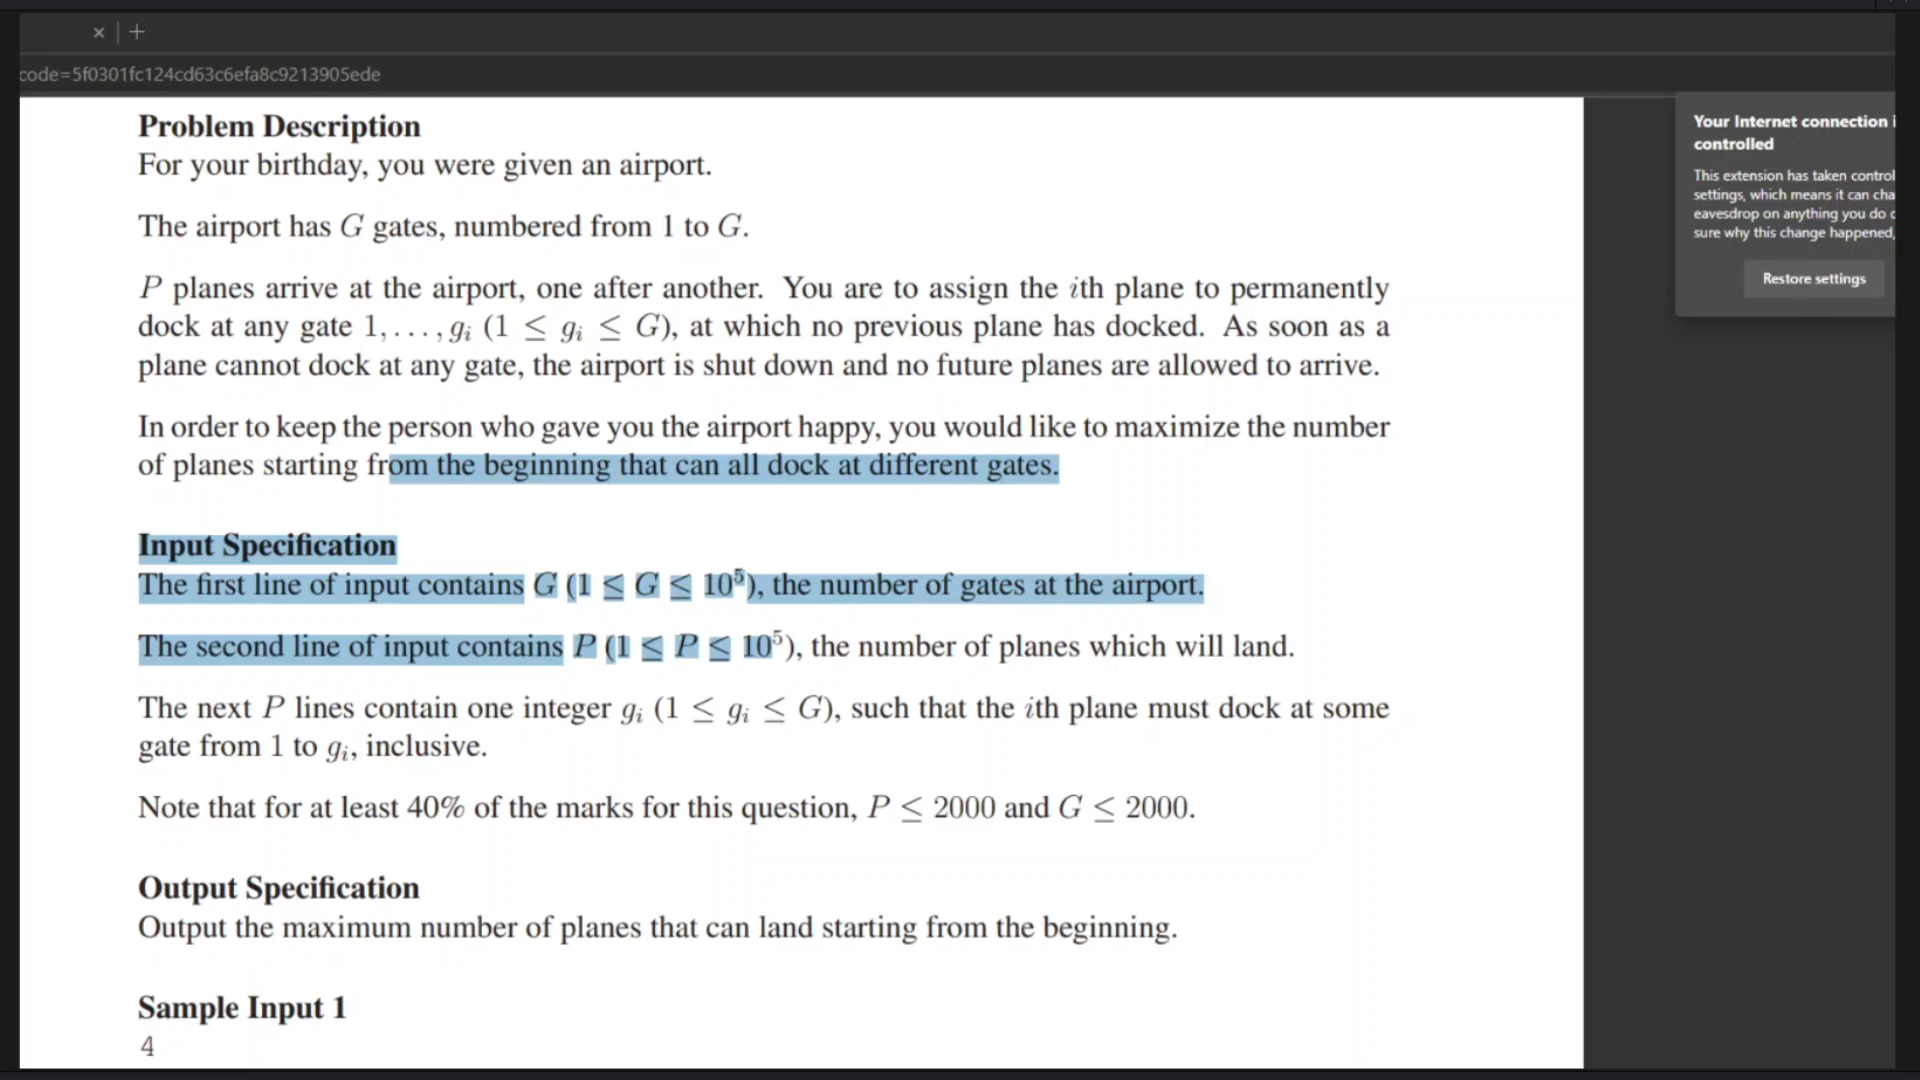 code=5f0301fc124cd63c6efa8c9213905ede
Problem Description
For your birthday, you were given an airport.
The airport has G gates, numbered from 1 to G.
P planes arrive at the airport, one after another. You are to assign the ith plane to permanently
dock at any gate 1, . . . , gᵢ (1 ≤ gᵢ ≤ G), at which no previous plane has docked. As soon as a
plane cannot dock at any gate, the airport is shut down and no future planes are allowed to arrive.
In order to keep the person who gave you the airport happy, you would like to maximize the number
of planes starting from the beginning that can all dock at different gates.
Input Specification
The first line of input contains G (1 ≤ G ≤ 10⁵), the number of gates at the airport.
The second line of input contains P (1 ≤ P ≤ 10⁵), the number of planes which will land.
The next P lines contain one integer gᵢ (1 ≤ gᵢ ≤ G), such that the ith plane must dock at some
gate from 1 to gᵢ, inclusive.
Note that for at least 40% of the marks for this question, P ≤ 2000 and G ≤ 2000.
Output Specification
Output the maximum number of planes that can land starting from the beginning.
Sample Input 1
4
Your Internet connection i
controlled
This extension has taken control
settings, which means it can cha
eavesdrop on anything you do
sure why this change happened,
Restore settings